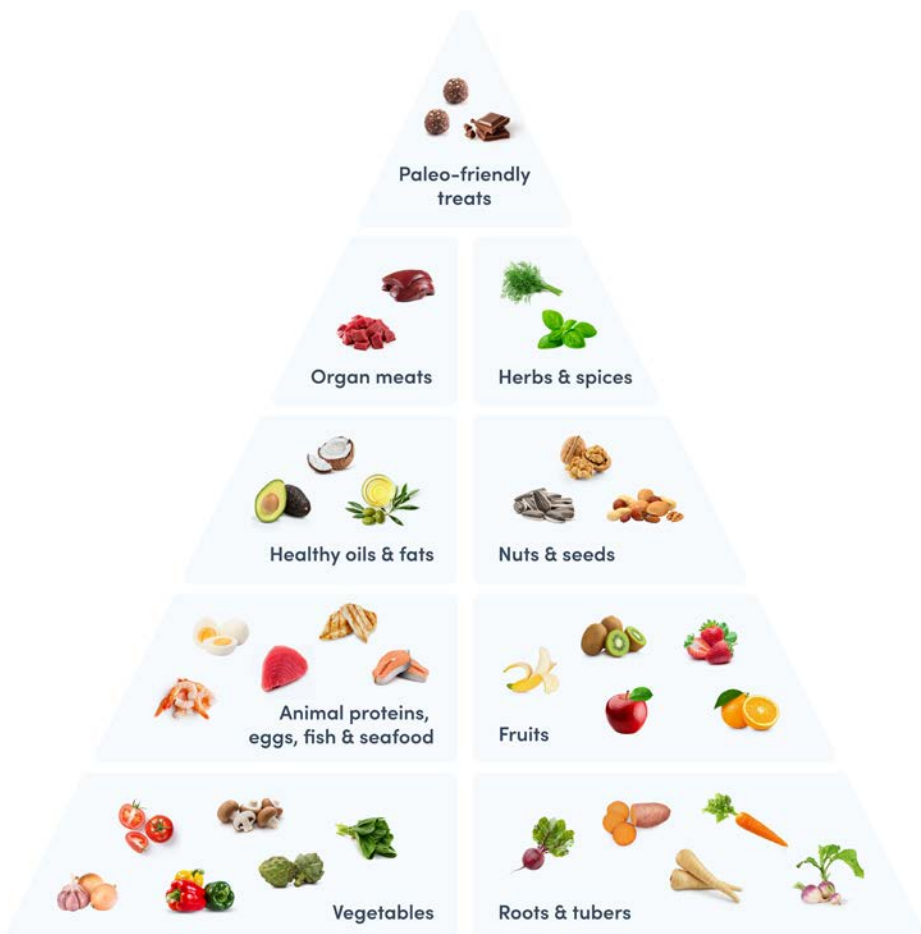 Paleo-friendly
treats
Organ meats
Herbs & spices
Healthy oils & fats
Nuts & seeds
Animal proteins,
eggs, fish & seafood
Fruits
Vegetables
Roots & tubers